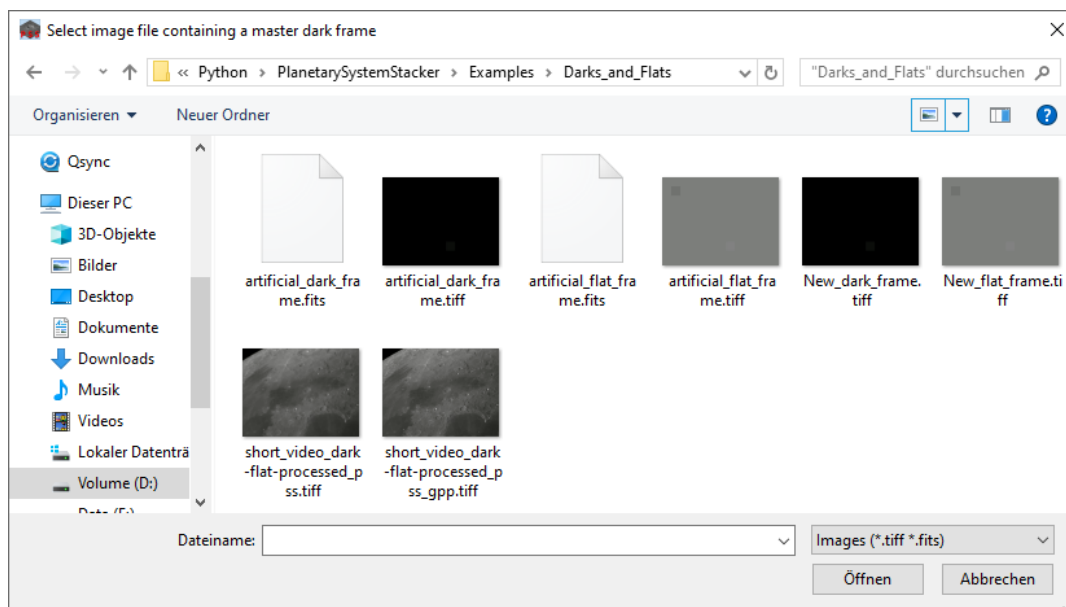 Select image file containing a master dark frame
« Python > PlanetarySystemStacker > Examples > Darks_and_Flats
"Darks_and_Flats" durchsuchen
Organisieren
Neuer Ordner
?
Qsync
Dieser PC
3D-Objekte
Bilder
Desktop
Dokumente
Downloads
Musik
Videos
Lokaler Datenträ
Volume (D:)
artificial_dark_fra
me.fits
artificial_dark_fra
me.tiff
artificial_flat_fra
me.fits
artificial_flat_fra
me.tiff
New_dark_frame.
tiff
New_flat_frame.ti
ff
short_video_dark
-flat-processed_p
ss.tiff
short_video_dark
-flat-processed_p
ss_gpp.tiff
Dateiname:
Images (*.tiff *.fits)
Öffnen
Abbrechen